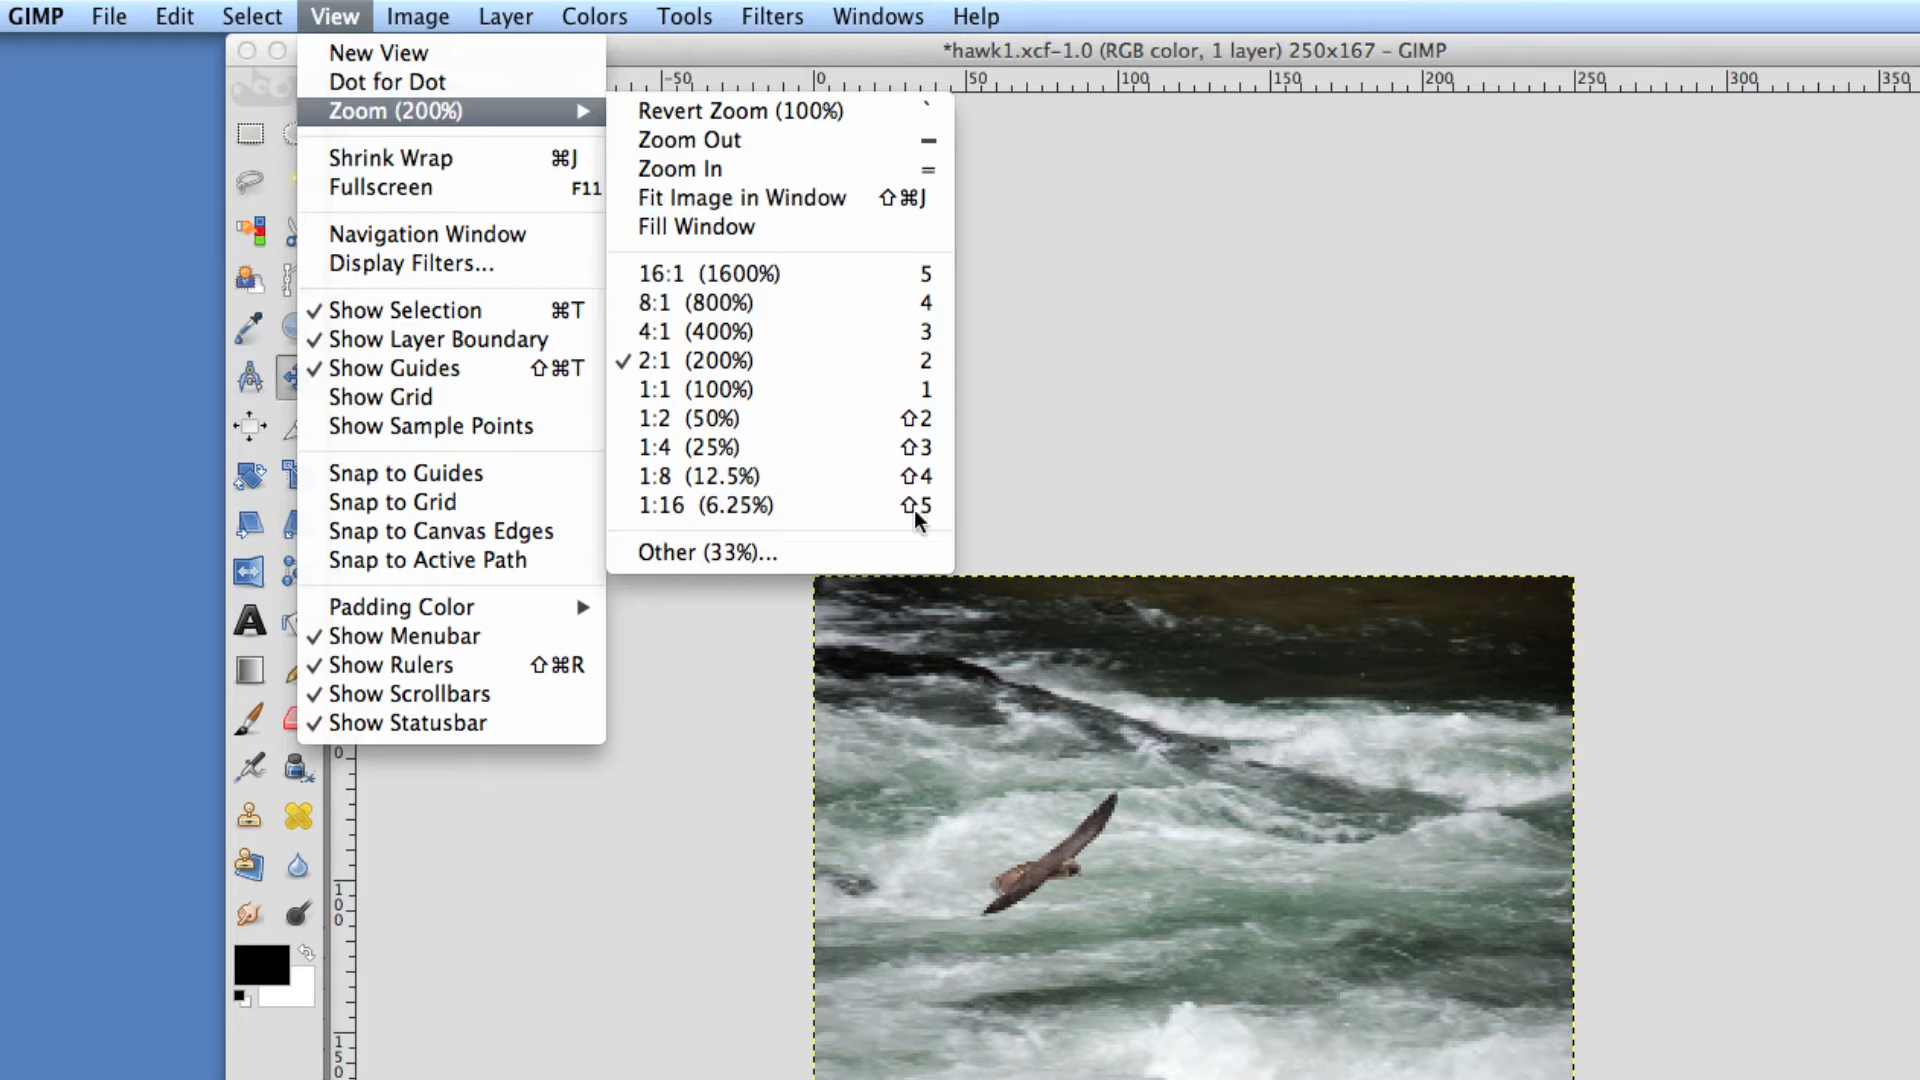 GIMP File Edit Select View Image Layer Colors Tools Filters Windows Help
*hawk1.xcf-1.0 (RGB color, 1 layer) 250x167 – GIMP
-50 0 50 100 150 200 250 300 350
New View
Dot for Dot
Zoom (200%) ▶
Shrink Wrap ⌘J
Fullscreen F11
Navigation Window
Display Filters...
✓ Show Selection ⌘T
✓ Show Layer Boundary
✓ Show Guides ⇧⌘T
Show Grid
Show Sample Points
Snap to Guides
Snap to Grid
Snap to Canvas Edges
Snap to Active Path
Padding Color ▶
✓ Show Menubar
✓ Show Rulers ⇧⌘R
✓ Show Scrollbars
✓ Show Statusbar
Revert Zoom (100%) `
Zoom Out –
Zoom In =
Fit Image in Window ⇧⌘J
Fill Window
16:1 (1600%) 5
8:1 (800%) 4
4:1 (400%) 3
✓ 2:1 (200%) 2
1:1 (100%) 1
1:2 (50%) ⇧2
1:4 (25%) ⇧3
1:8 (12.5%) ⇧4
1:16 (6.25%) ⇧5
Other (33%)...
0
100
150